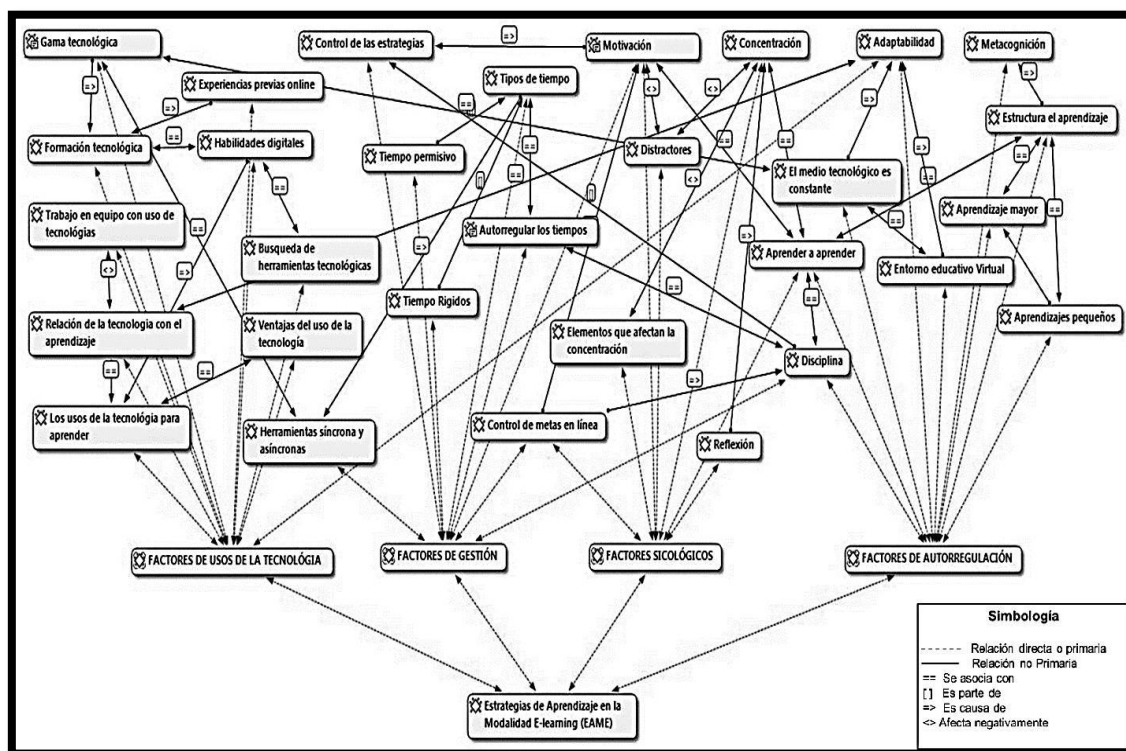 Gama tecnológica
Control de las estrategias
=>
Motivación
Concentración
Adaptabilidad
Metacognición
=>
Experiencias previas online
=>
Tipos de tiempo
==
<>
<>
=>
=>
Estructura el aprendizaje
Formación tecnológica
==
Habilidades digitales
Tiempo permisivo
==
Distractores
==
==
=>
==
El medio tecnológico es
constante
[]
<>
Trabajo en equipo con uso de
tecnologías
==
Aprendizaje mayor
==
==
[]
Autorregular los tiempos
==
Busqueda de
herramientas tecnológicas
=>
=>
Aprender a aprender
Entorno educativo Virtual
<>
=>
==
Tiempo Rigidos
==
Relación de la tecnologia con el
aprendizaje
Ventajas del uso de la
tecnología
Elementos que afectan la
concentración
Aprendizajes pequeños
==
==
Disciplina
=>
Los usos de la tecnológia para
aprender
Herramientas síncrona y
asíncronas
Control de metas en línea
Reflexión
FACTORES DE USOS DE LA TECNOLÓGIA
FACTORES DE GESTIÓN
FACTORES SICOLÓGICOS
FACTORES DE AUTORREGULACIÓN
Estrategias de Aprendizaje en la
Modalidad E-learning (EAME)
Simbología
Relación directa o primaria
Relación no Primaria
== Se asocia con
[ ] Es parte de
=> Es causa de
<> Afecta negativamente